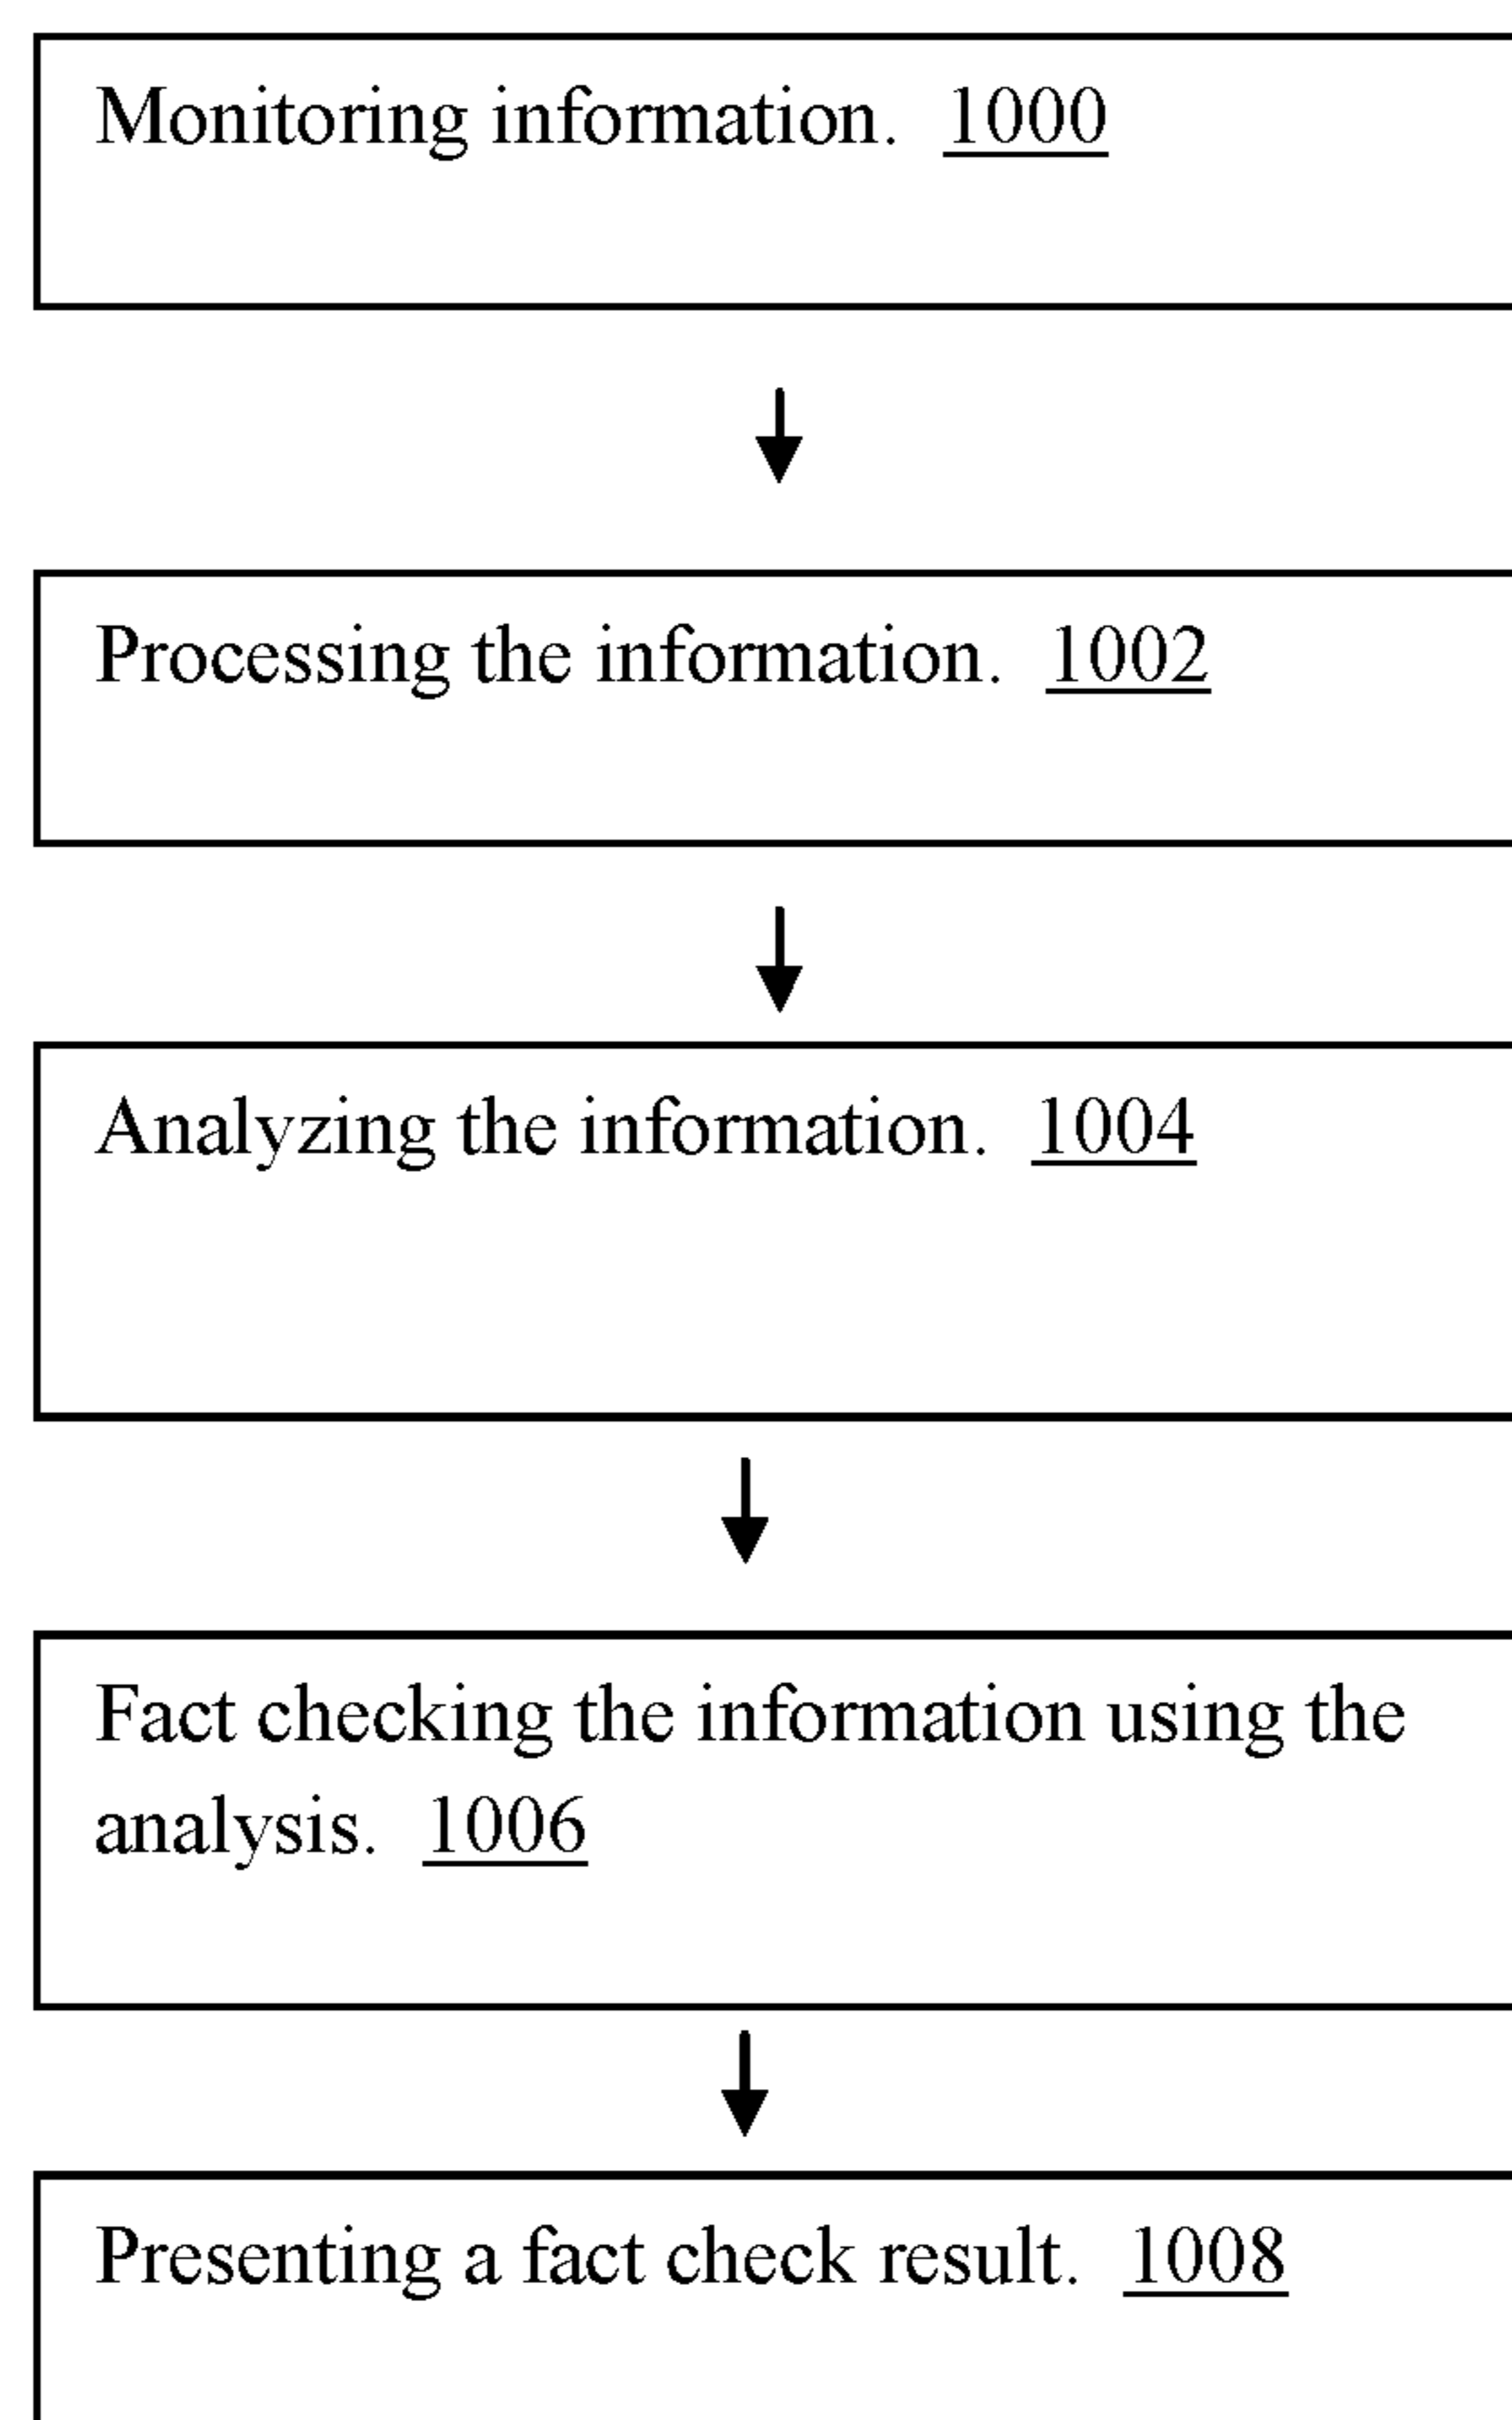 Monitoring information. 1000
Processing the information. 1002
Analyzing the information. 1004
Fact checking the information using the
analysis. 1006
Presenting a fact check result. 1008